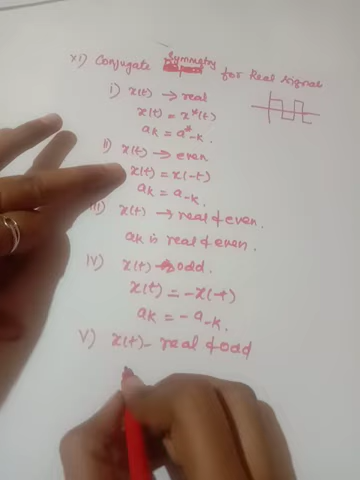 xi) Conjugate Symmetry for Real signal
i) x(t) → real
x(t) = x*(t)
ak = a*-k.
ii) x(t) → even
x(t) = x(-t)
ak = a-k.
iii) x(t) → real & even.
ak is real & even.
iv) x(t) → odd.
x(t) = -x(-t)
ak = -a-k.
v) x(t) - real & odd